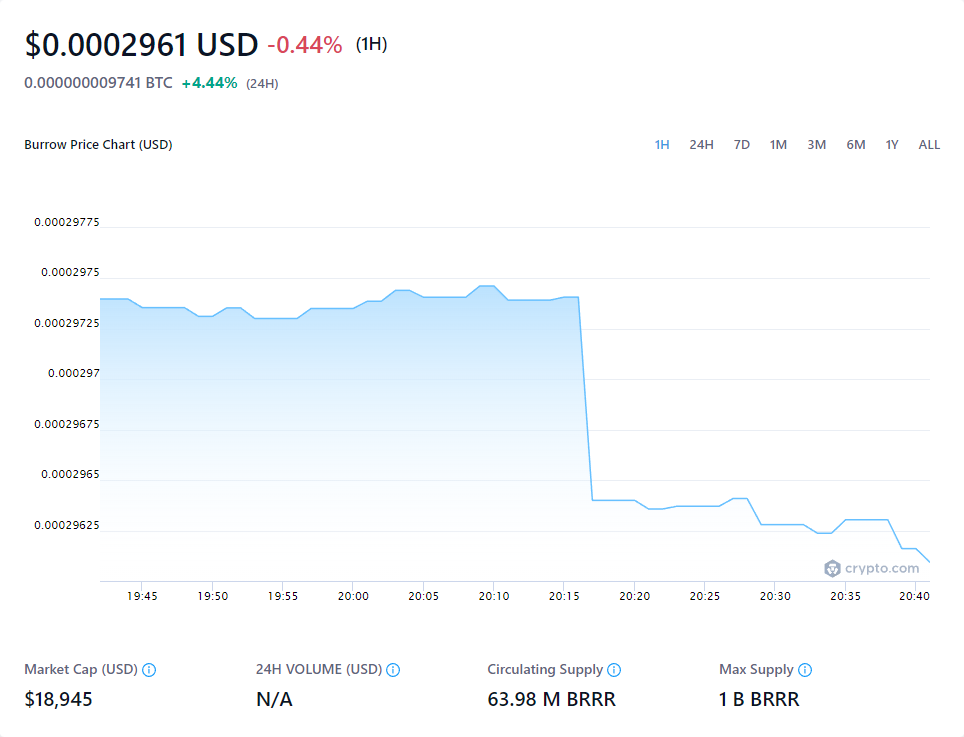 $0.0002961 USD -0.44% (1H)
0.000000009741 BTC +4.44% (24H)
Burrow Price Chart (USD) 1H 24H 7D 1M 3M 6M 1Y ALL
0.00029775
0.0002975
0.00029725
0.000297
0.00029675
0.0002965
0.00029625
crypto.com
19:45 19:50 19:55 20:00 20:05 20:10 20:15 20:20 20:25 20:30 20:35 20:40
Market Cap (USD) 24H VOLUME (USD) Circulating Supply Max Supply
$18,945 N/A 63.98 M BRRR 1 B BRRR